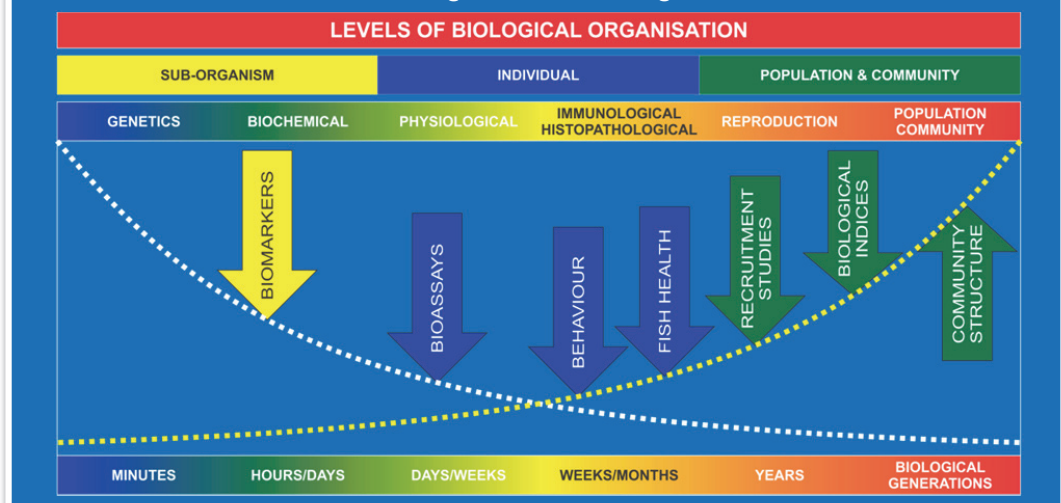 LEVELS OF BIOLOGICAL ORGANISATION
SUB-ORGANISM
INDIVIDUAL
POPULATION & COMMUNITY
GENETICS
BIOCHEMICAL
PHYSIOLOGICAL
IMMUNOLOGICAL
HISTOPATHOLOGICAL
REPRODUCTION
POPULATION
COMMUNITY
BIOMARKERS
BIOASSAYS
BEHAVIOUR
FISH HEALTH
RECRUITMENT
STUDIES
BIOLOGICAL
INDICES
COMMUNITY
STRUCTURE
MINUTES
HOURS/DAYS
DAYS/WEEKS
WEEKS/MONTHS
YEARS
BIOLOGICAL
GENERATIONS